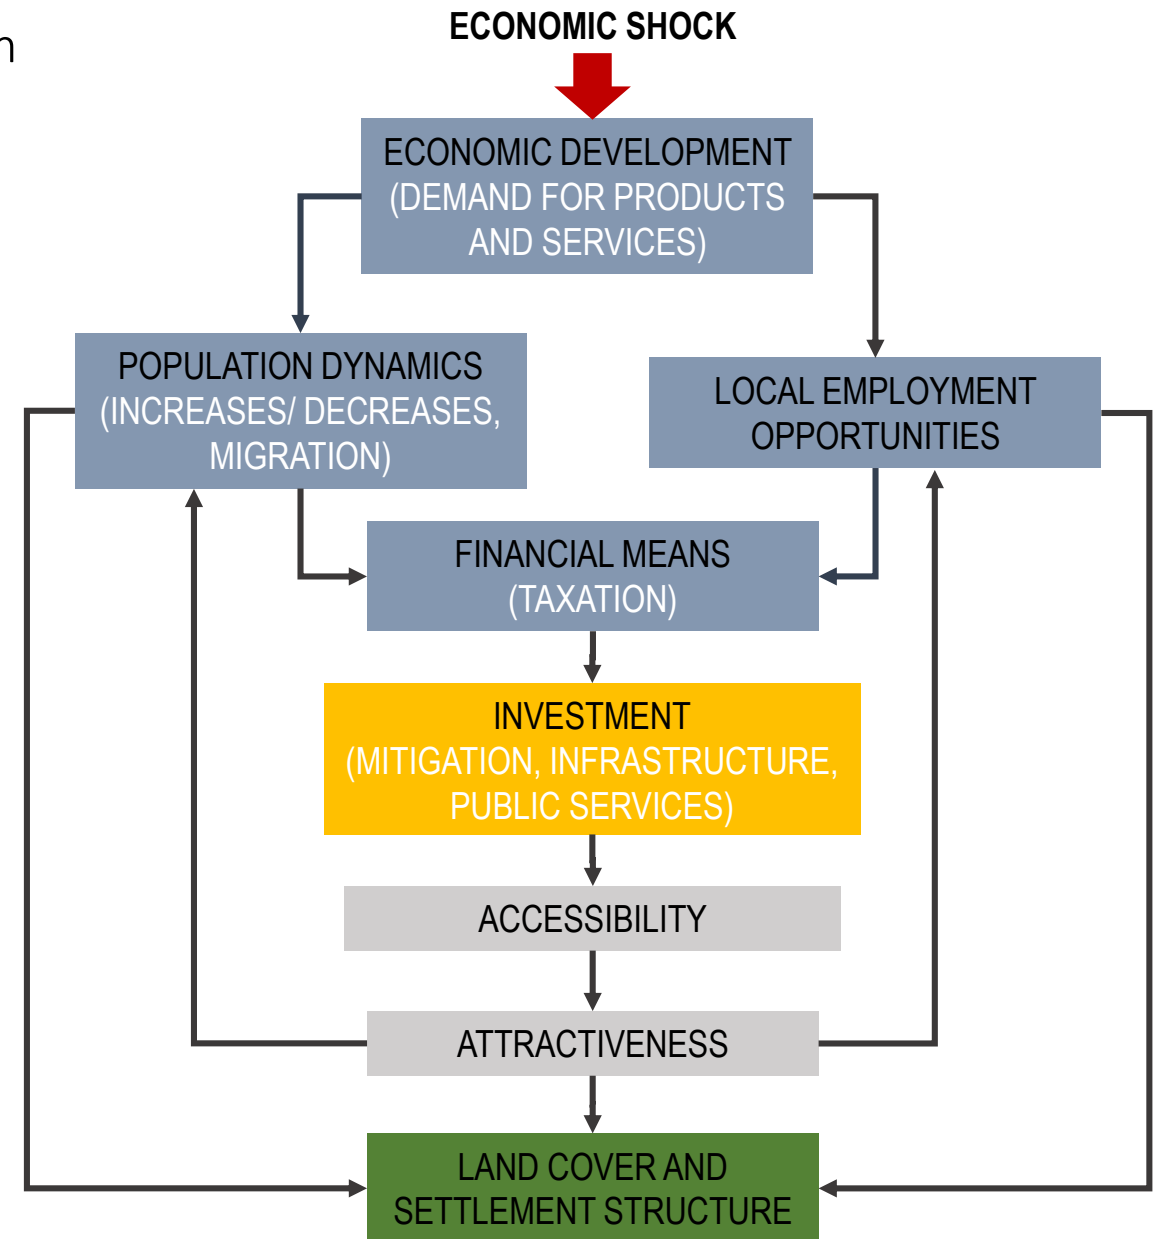 n
ECONOMIC SHOCK
ECONOMIC DEVELOPMENT
(DEMAND FOR PRODUCTS
AND SERVICES)
POPULATION DYNAMICS
(INCREASES/ DECREASES,
MIGRATION)
LOCAL EMPLOYMENT
OPPORTUNITIES
FINANCIAL MEANS
(TAXATION)
INVESTMENT
(MITIGATION, INFRASTRUCTURE,
PUBLIC SERVICES)
ACCESSIBILITY
ATTRACTIVENESS
LAND COVER AND
SETTLEMENT STRUCTURE